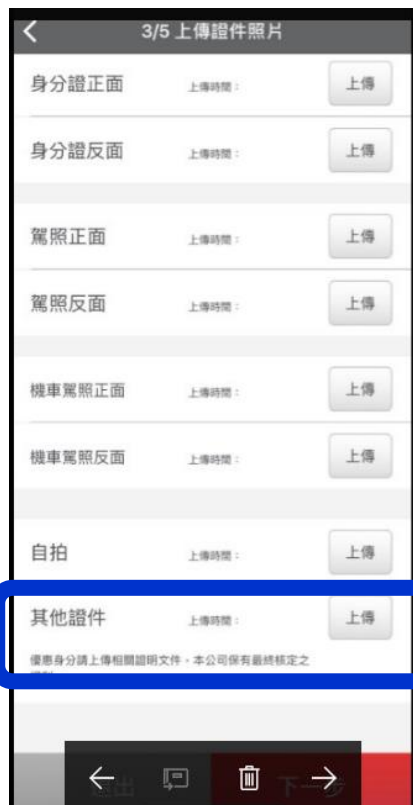 3/5 上傳證件照片
身分證正面 上傳時間： 上傳
身分證反面 上傳時間： 上傳
駕照正面 上傳時間： 上傳
駕照反面 上傳時間： 上傳
機車駕照正面 上傳時間： 上傳
機車駕照反面 上傳時間： 上傳
自拍 上傳時間： 上傳
其他證件 上傳時間： 上傳
優惠身分請上傳相關證明文件，本公司保有最終核定之
下一步